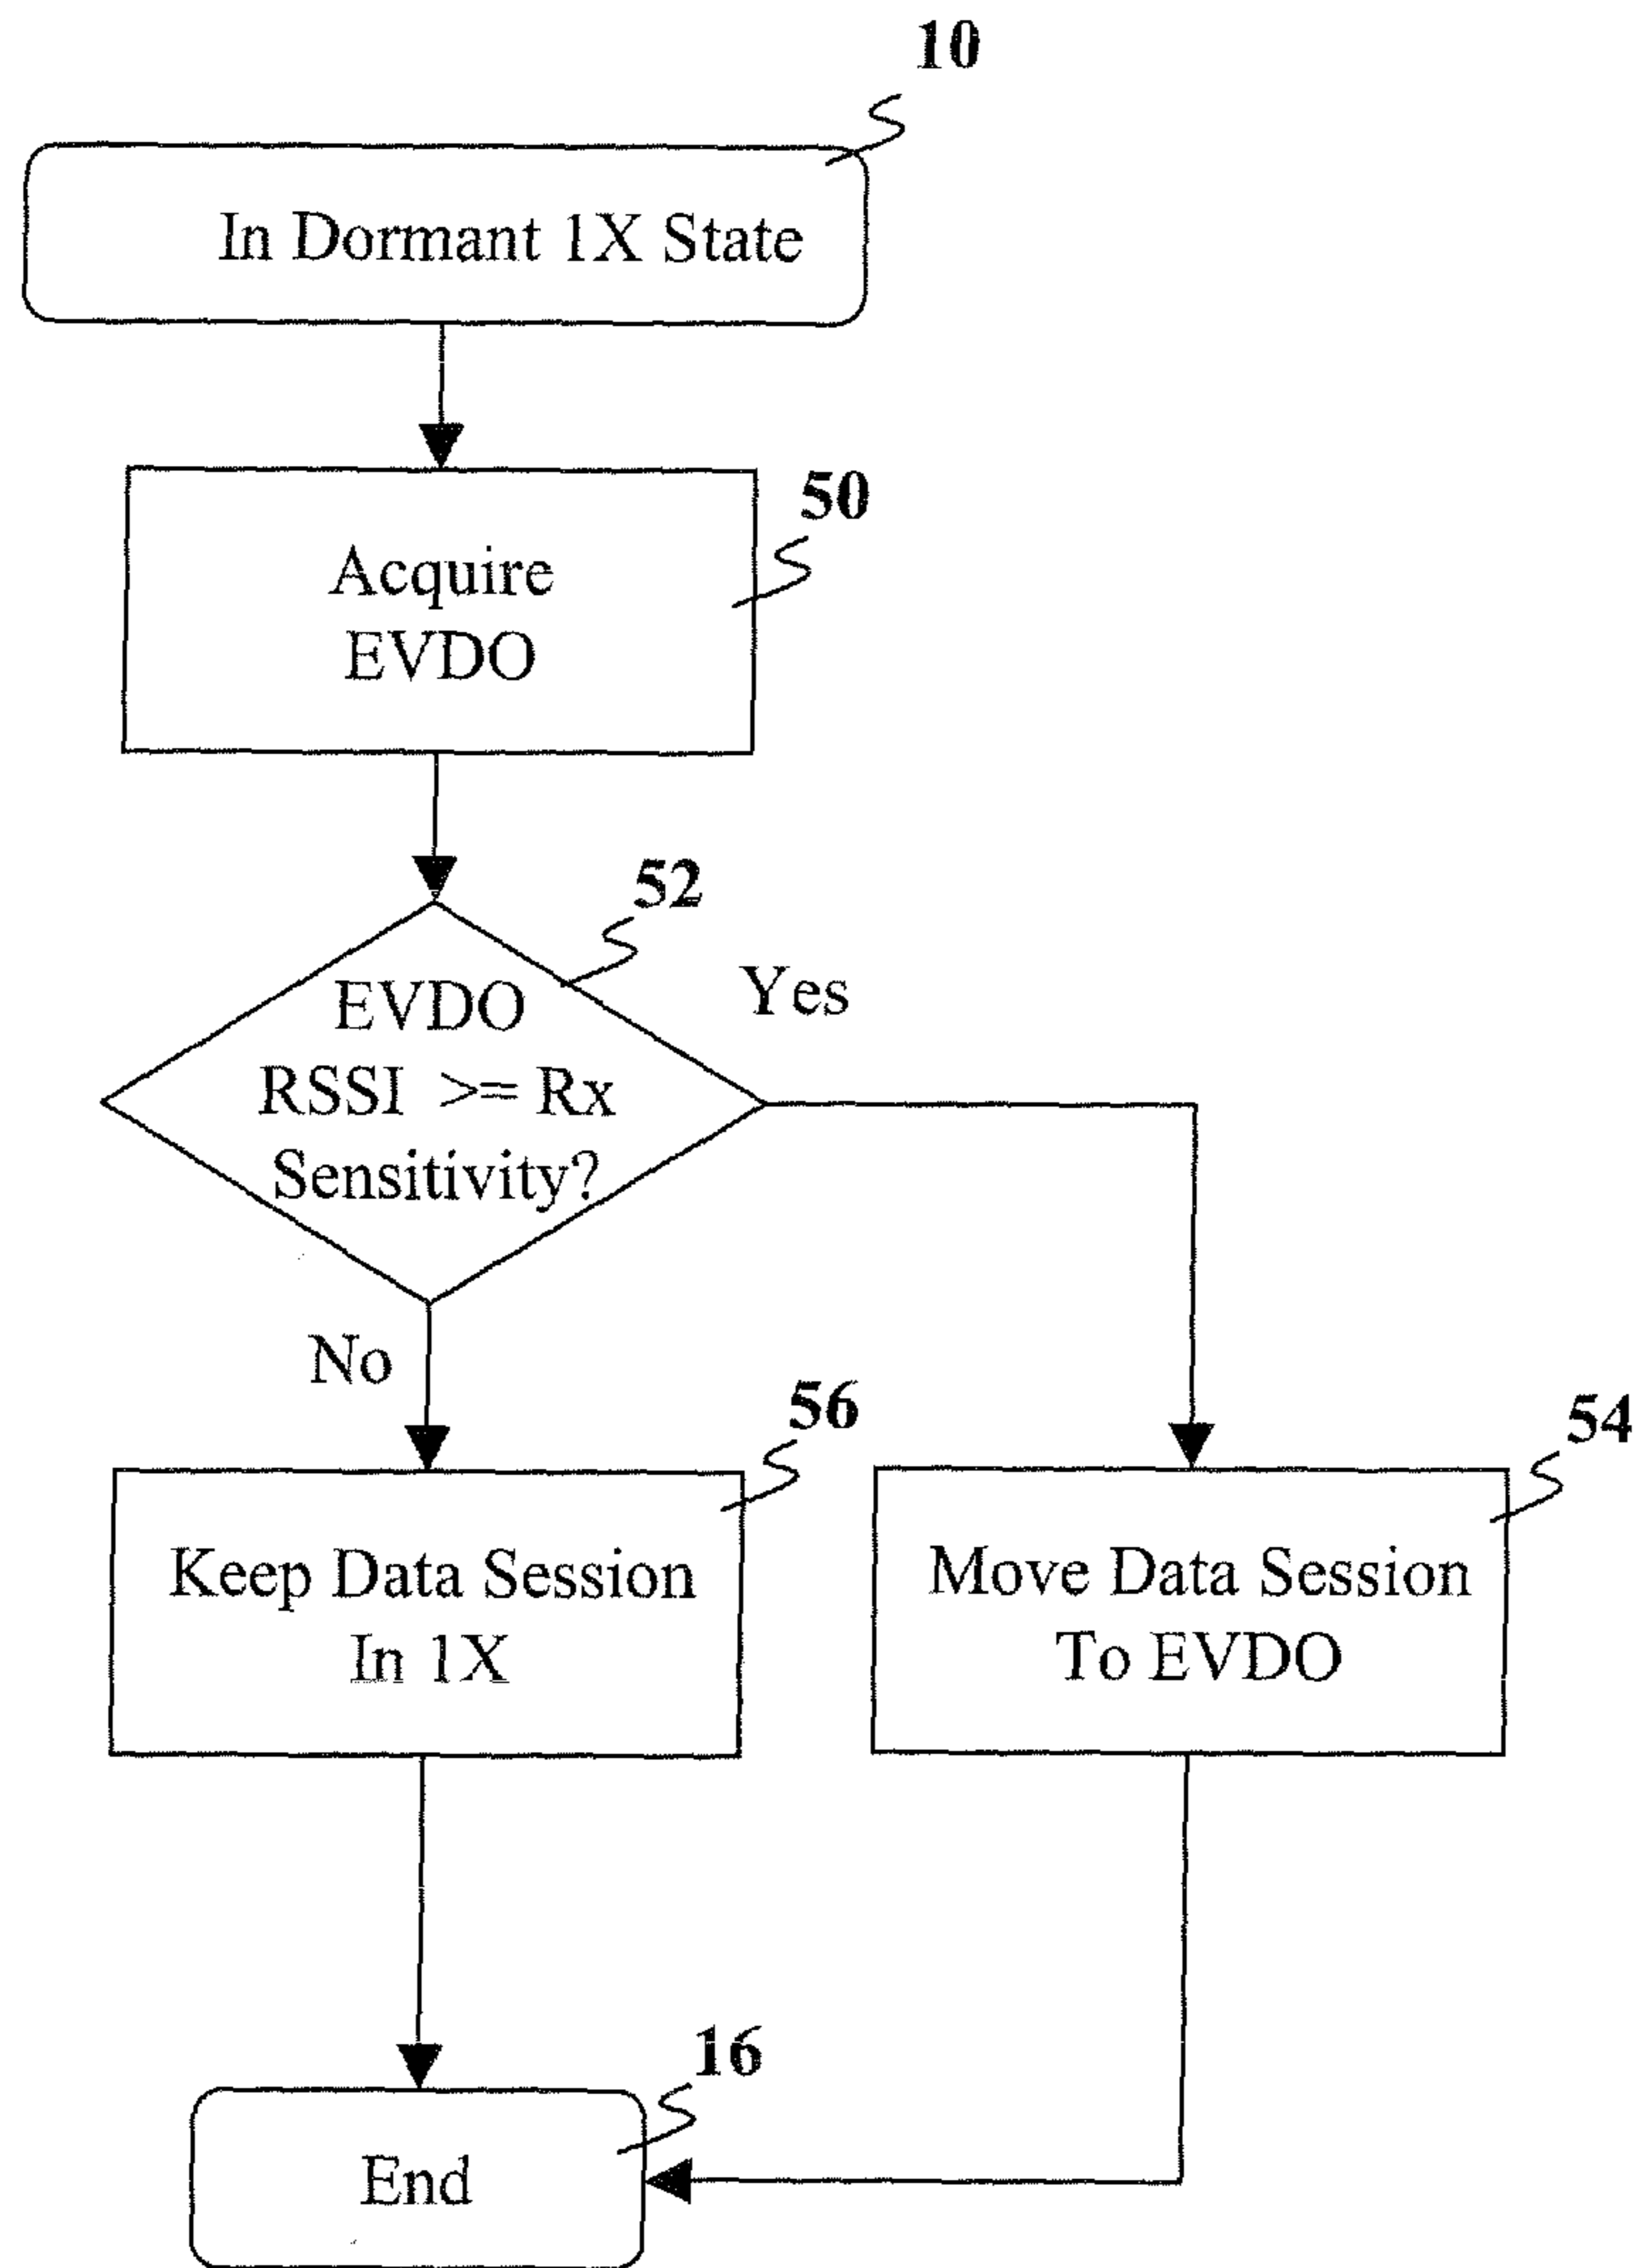 10
In Dormant 1X State
50
Acquire
EVDO
52
EVDO
RSSI >= Rx
Sensitivity?
Yes
No
56
Keep Data Session
In 1X
54
Move Data Session
To EVDO
16
End